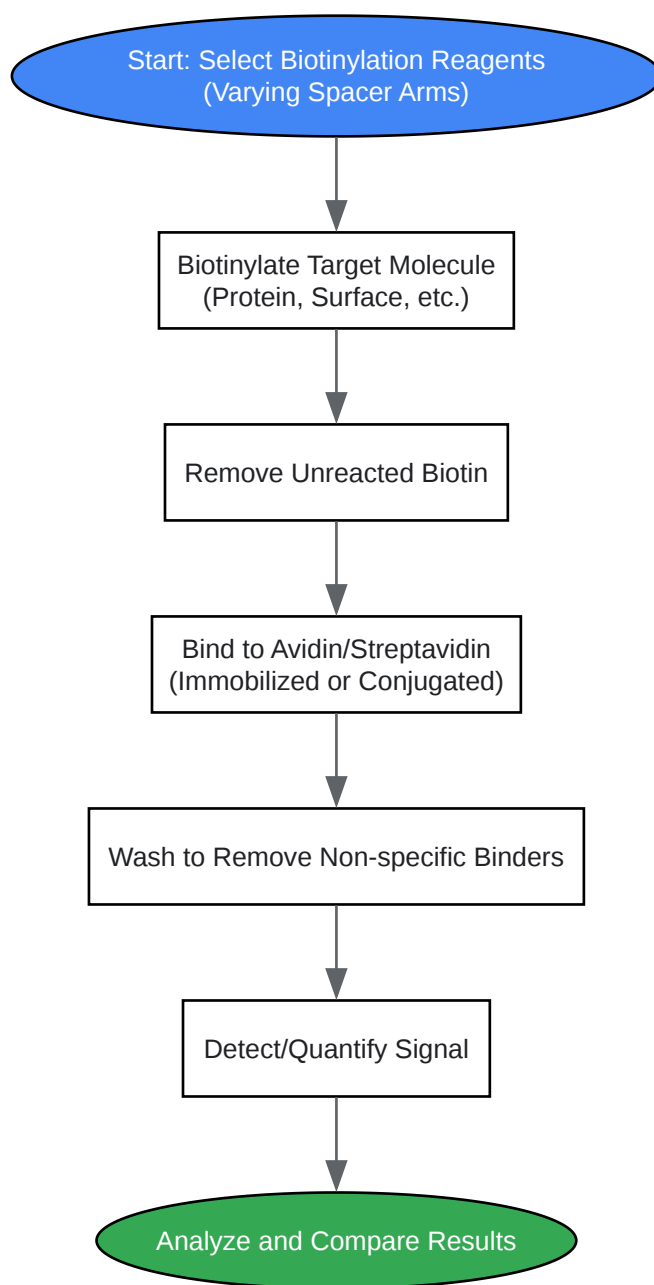 Start: Select Biotinylation Reagents
(Varying Spacer Arms)
Biotinylate Target Molecule
(Protein, Surface, etc.)
Remove Unreacted Biotin
Bind to Avidin/Streptavidin
(Immobilized or Conjugated)
Wash to Remove Non-specific Binders
Detect/Quantify Signal
Analyze and Compare Results